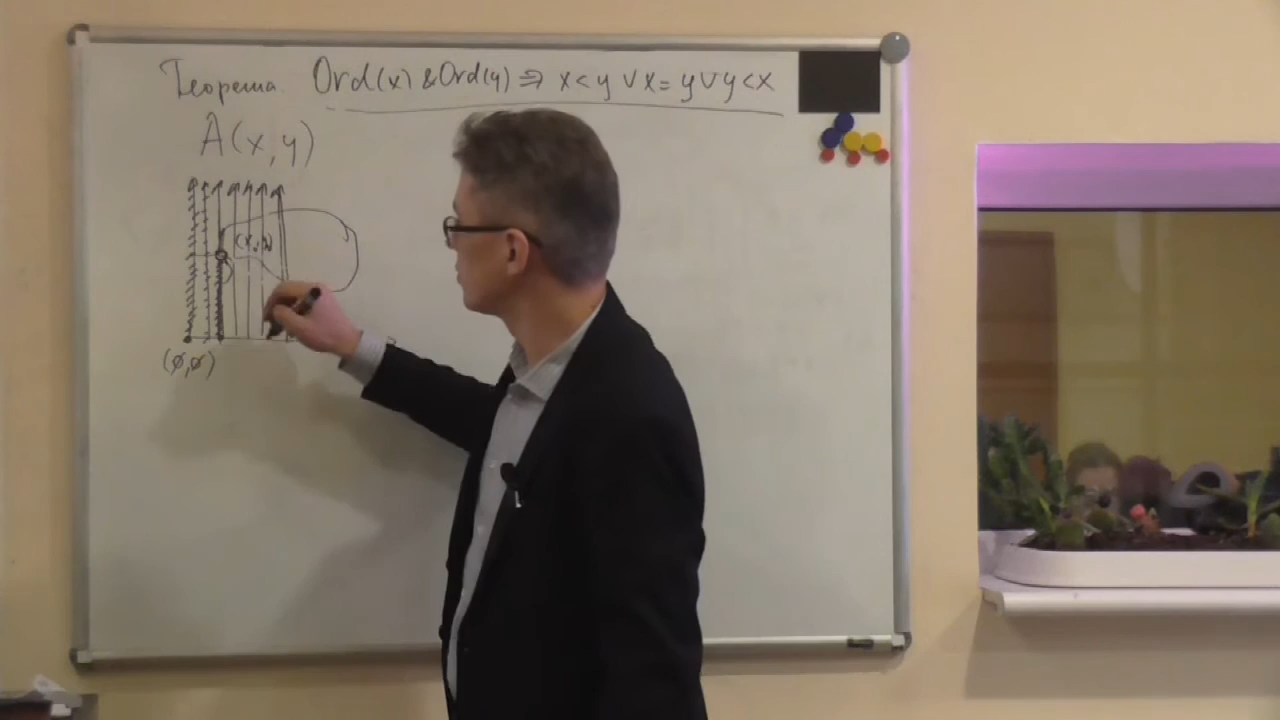 Теорема. Ord(x) & Ord(y) ⇒ x < y ∨ x = y ∨ y < x
Â(x,y)
(x,y)
(∅,∅)